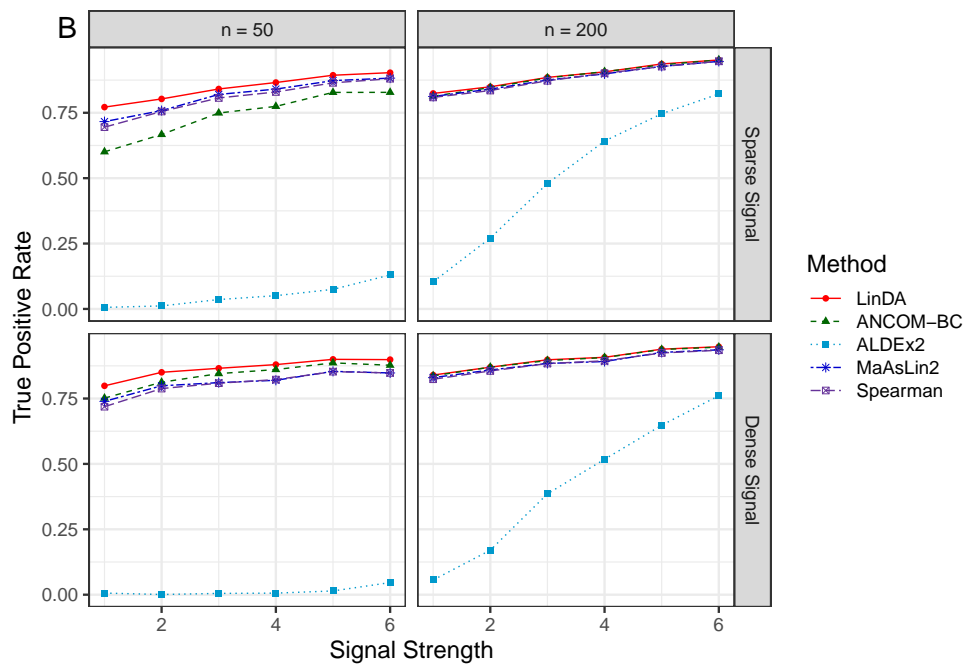 B
n = 50
n = 200
True Positive Rate
0.75
0.50
0.25
0.00
Sparse Signal
0.75
0.50
0.25
0.00
Dense Signal
2
4
6
2
4
6
Signal Strength
Method
LinDA
ANCOM−BC
ALDEx2
MaAsLin2
Spearman